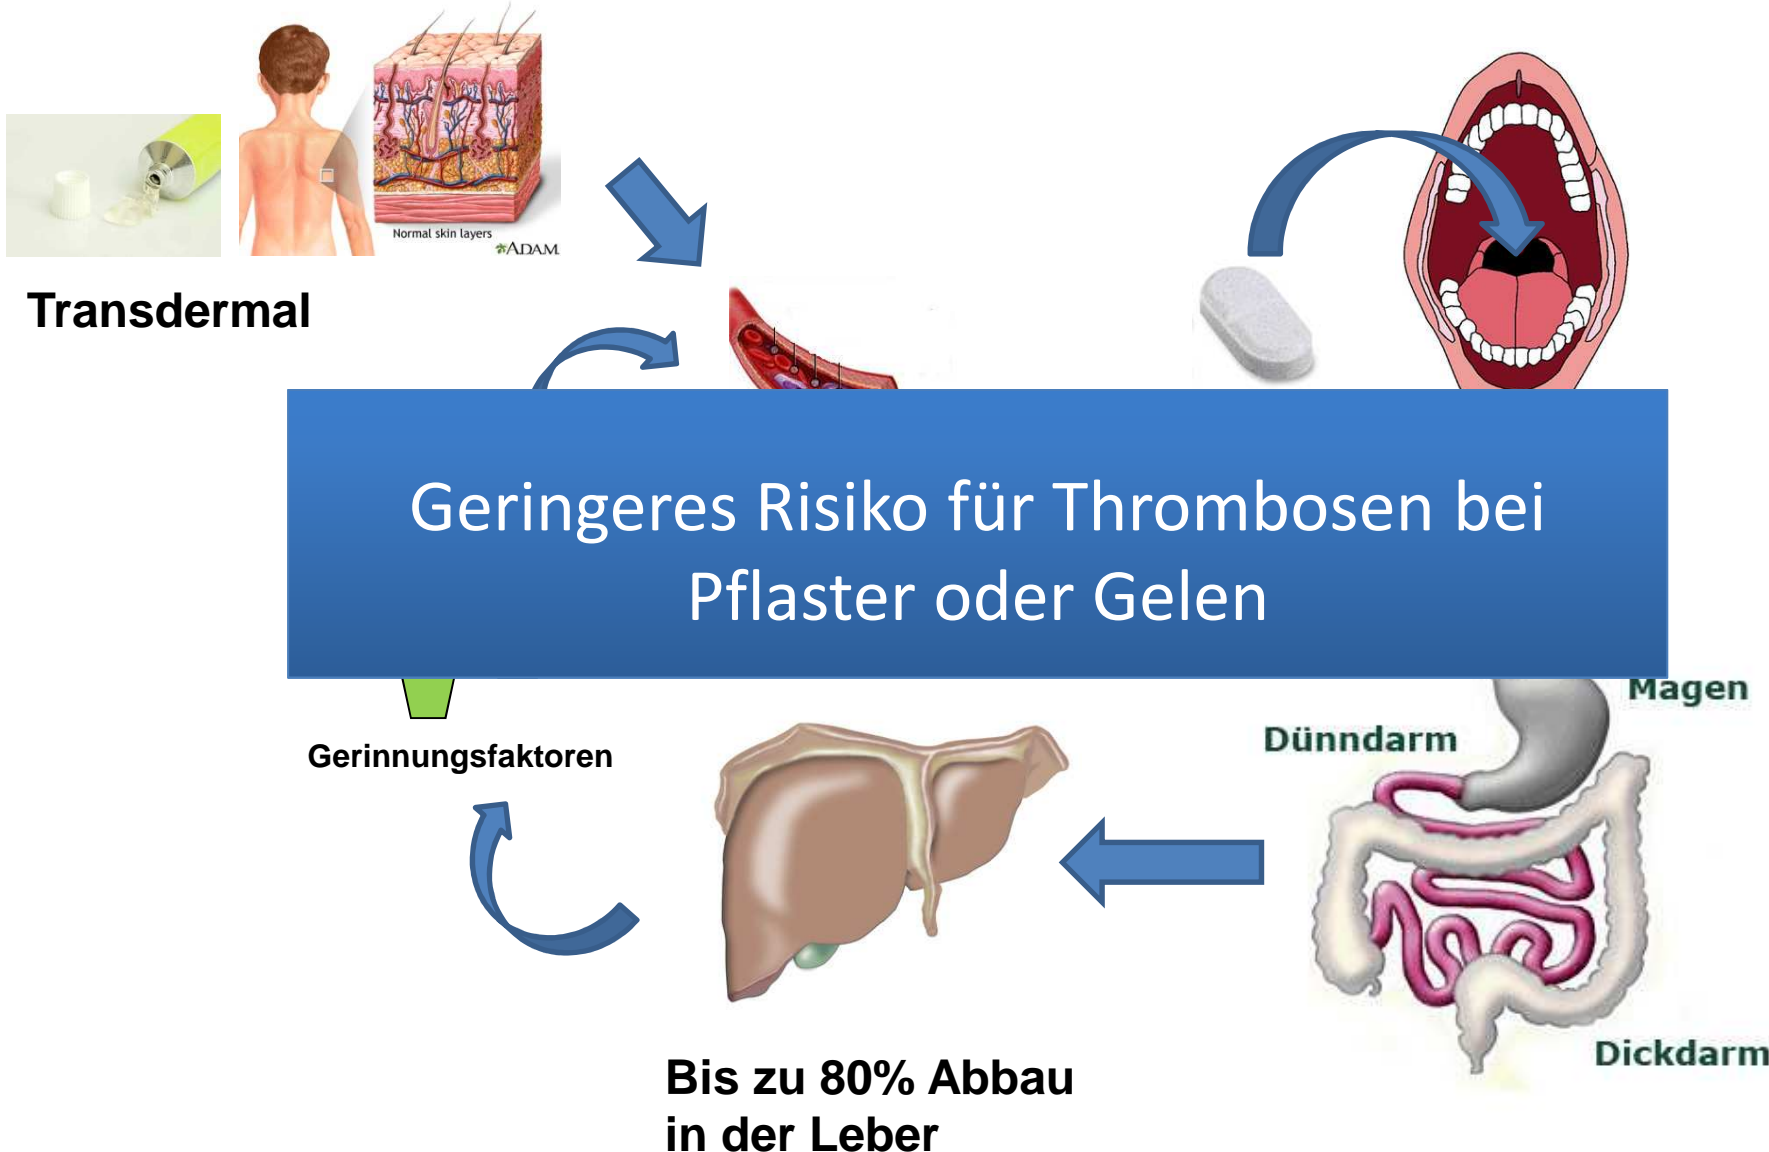 Normal skin layers
ADAM
Transdermal
Geringeres Risiko für Thrombosen bei
Pflaster oder Gelen
Magen
Dünndarm
Gerinnungsfaktoren
Dickdarm
Bis zu 80% Abbau
in der Leber